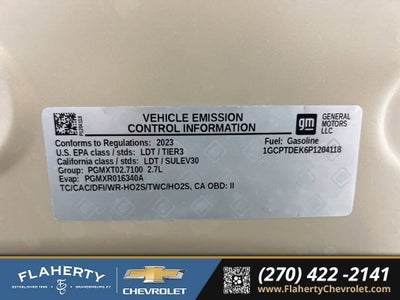 VEHICLE EMISSION
CONTROL INFORMATION
gm
GENERAL
MOTORS
LLC
Conforms to Regulations: 2023
Fuel: Gasoline
U.S. EPA class / stds: LDT / TIER3
1GCPTDEK6P1204118
California class / stds: LDT / SULEV30
Group: PGMXT02.7100 2.7L
Evap: PGMXR016340A
TC/CAC/DFI/WR-HO2S/TWC/HO2S, CA OBD: II
FLAHERTY
CHEVROLET
(270) 422-2141
FlahertyChevrolet.com